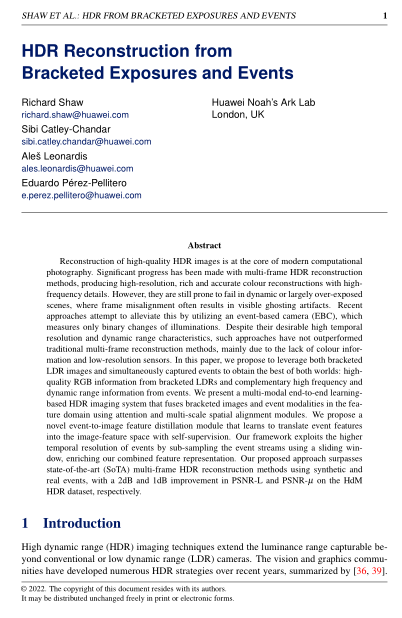 SHAW ET AL.: HDR FROM BRACKETED EXPOSURES AND EVENTS 1
HDR Reconstruction from
Bracketed Exposures and Events
Richard Shaw
richard.shaw@huawei.com
Sibi Catley-Chandar
sibi.catley.chandar@huawei.com
Aleš Leonardis
ales.leonardis@huawei.com
Eduardo Pérez-Pellitero
e.perez.pellitero@huawei.com
Huawei Noah's Ark Lab
London, UK
Abstract
Reconstruction of high-quality HDR images is at the core of modern computational
photography. Significant progress has been made with multi-frame HDR reconstruction
methods, producing high-resolution, rich and accurate colour reconstructions with high-
frequency details. However, they are still prone to fail in dynamic or largely over-exposed
scenes, where frame misalignment often results in visible ghosting artifacts. Recent
approaches attempt to alleviate this by utilizing an event-based camera (EBC), which
measures only binary changes of illuminations. Despite their desirable high temporal
resolution and dynamic range characteristics, such approaches have not outperformed
traditional multi-frame reconstruction methods, mainly due to the lack of colour infor-
mation and low-resolution sensors. In this paper, we propose to leverage both bracketed
LDR images and simultaneously captured events to obtain the best of both worlds: high-
quality RGB information from bracketed LDRs and complementary high frequency and
dynamic range information from events. We present a multi-modal end-to-end learning-
based HDR imaging system that fuses bracketed images and event modalities in the fea-
ture domain using attention and multi-scale spatial alignment modules. We propose a
novel event-to-image feature distillation module that learns to translate event features
into the image-feature space with self-supervision. Our framework exploits the higher
temporal resolution of events by sub-sampling the event streams using a sliding win-
dow, enriching our combined feature representation. Our proposed approach surpasses
state-of-the-art (SoTA) multi-frame HDR reconstruction methods using synthetic and
real events, with a 2dB and 1dB improvement in PSNR-L and PSNR-μ on the HdM
HDR dataset, respectively.
1 Introduction
High dynamic range (HDR) imaging techniques extend the luminance range capturable be-
yond conventional or low dynamic range (LDR) cameras. The vision and graphics commu-
nities have developed numerous HDR strategies over recent years, summarized by [36, 39].
© 2022. The copyright of this document resides with its authors.
It may be distributed unchanged freely in print or electronic forms.